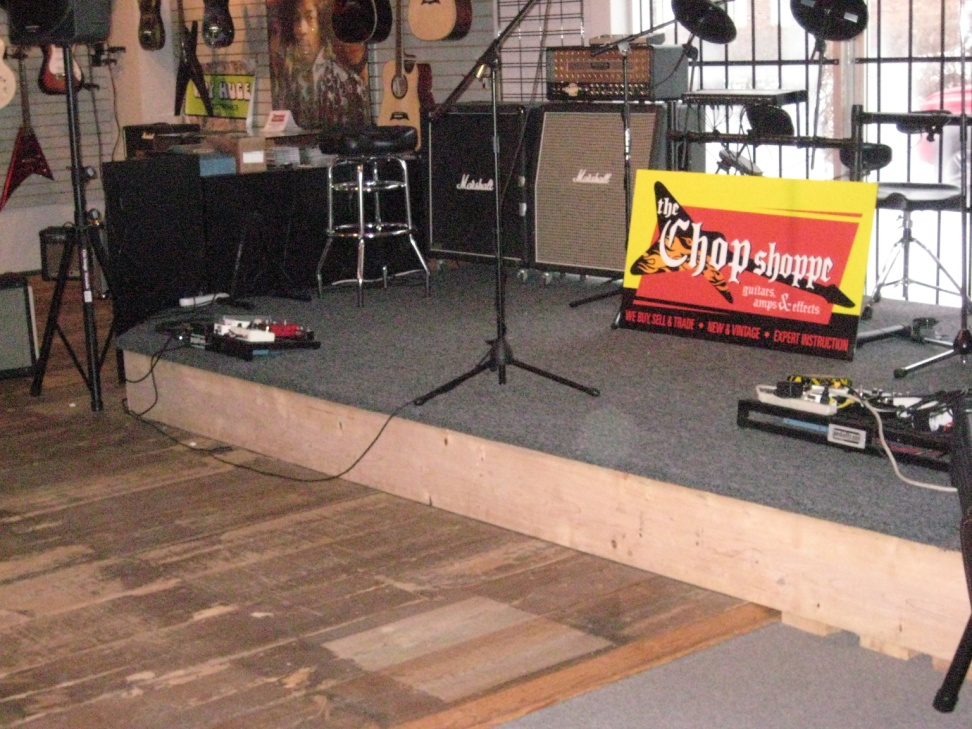 Marshall
Marshall
the
Chop shoppe
guitars,
amps & effects
WE BUY, SELL & TRADE • NEW & VINTAGE • EXPERT INSTRUCTION